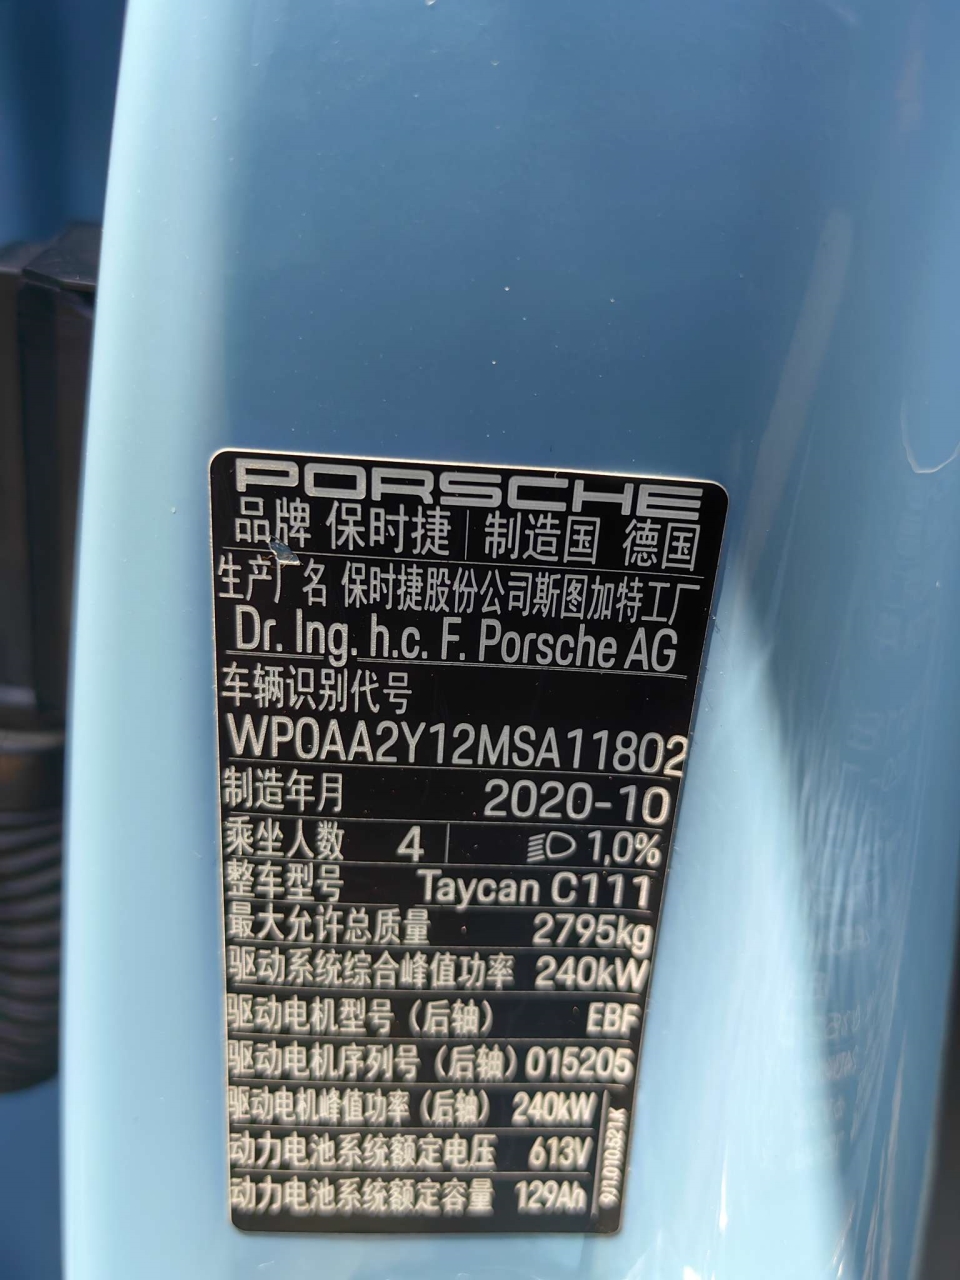 PORSCHE
品牌 保时捷 制造国 德国
生产厂名 保时捷股份公司斯图加特工厂
Dr. Ing. h.c. F. Porsche AG
车辆识别代号
WP0AA2Y12MSA11802
制造年月 2020-10
乘坐人数 4 1,0%
整车型号 Taycan C111
最大允许总质量 2795kg
驱动系统综合峰值功率 240kW
驱动电机型号（后轴） EBF
驱动电机序列号（后轴）015205
驱动电机峰值功率（后轴） 240kW
动力电池系统额定电压 613V
动力电池系统额定容量 129Ah